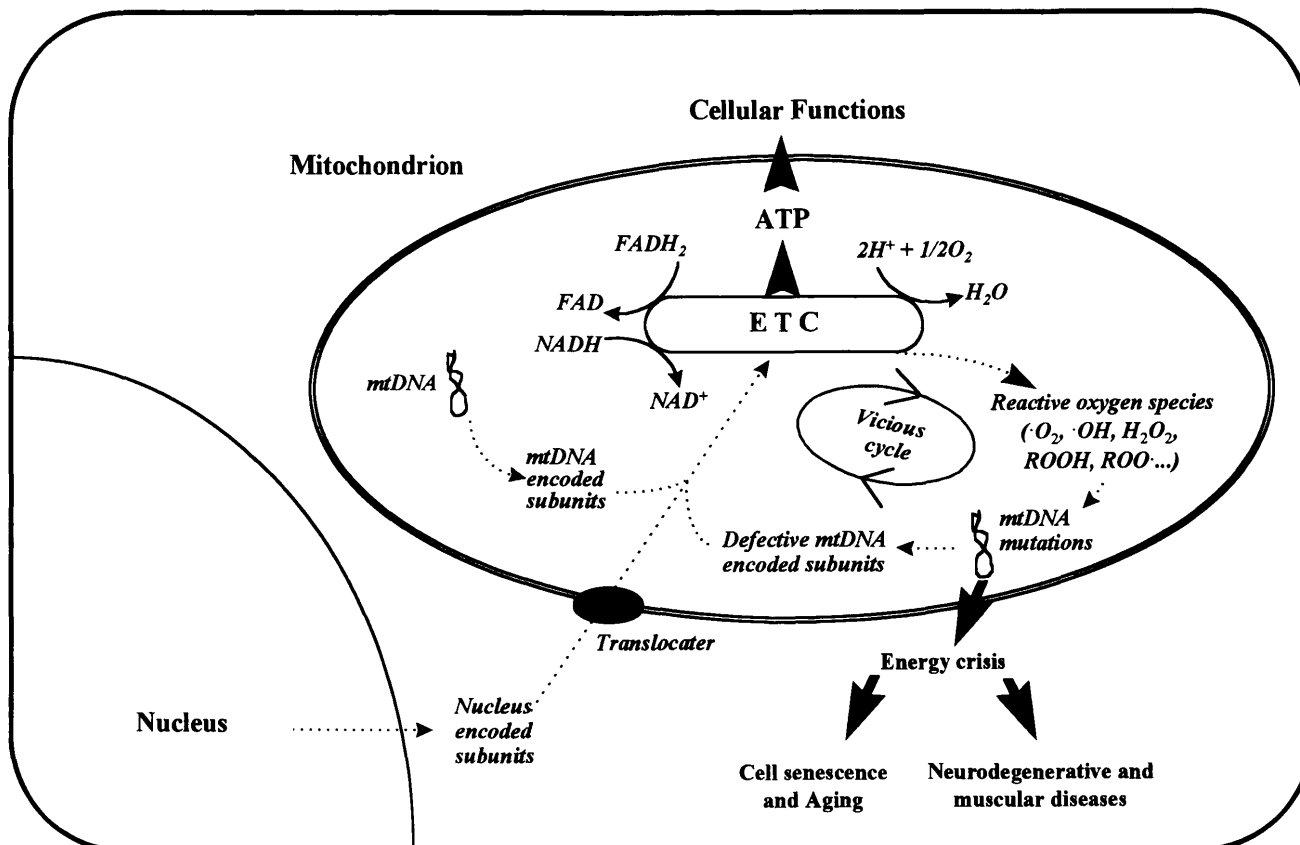 Cellular Functions
Mitochondrion
ATP
FADH₂
2H⁺ + 1/2O₂
FAD
H₂O
E T C
NADH
NAD⁺
mtDNA
Vicious
cycle
Reactive oxygen species
(·O₂, ·OH, H₂O₂,
ROOH, ROO·...)
mtDNA
encoded
subunits
mtDNA
mutations
Defective mtDNA
encoded subunits
Translocater
Energy crisis
Nucleus
Nucleus
encoded
subunits
Cell senescence
and Aging
Neurodegenerative and
muscular diseases